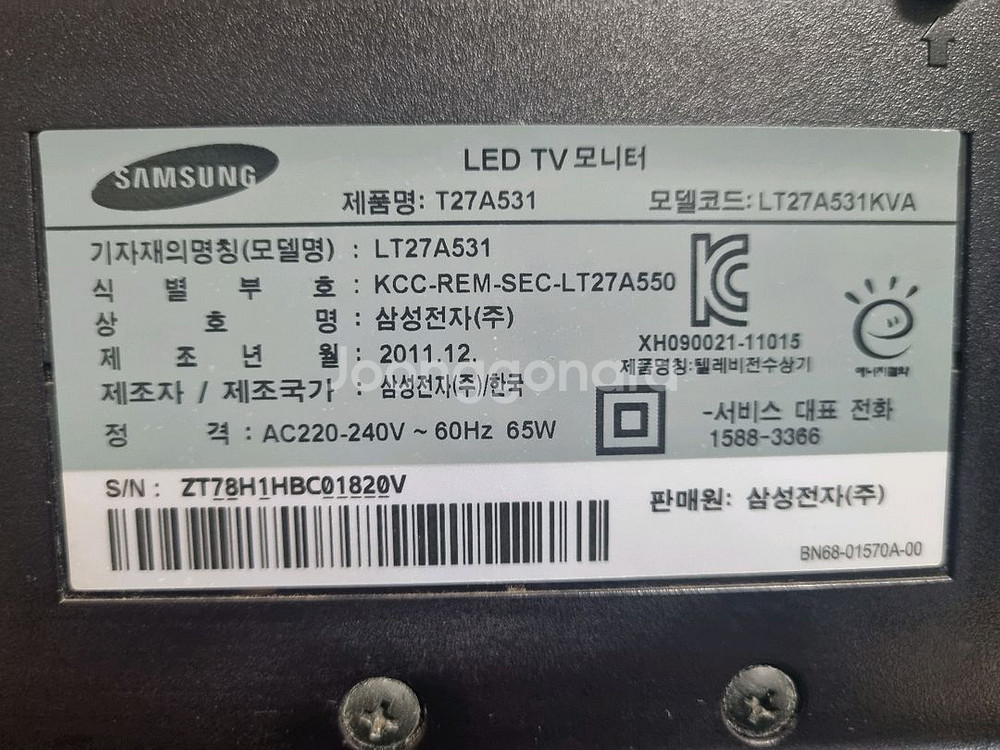 SAMSUNG
LED TV 모니터
제품명: T27A531
모델코드: LT27A531KVA
기자재의명칭(모델명) : LT27A531
식 별 부 호 : KCC-REM-SEC-LT27A550
상 호 명 : 삼성전자(주)
제 조 년 월 : 2011.12.
제조자 / 제조국가 : 삼성전자(주)/한국
정 격 : AC220-240V ~ 60Hz 65W
XH090021-11015
제품명칭:텔레비전수상기
에너지절약
-서비스 대표 전화
1588-3366
S/N : ZT78H1HBC01820V
판매원: 삼성전자(주)
BN68-01570A-00
Joonggonara